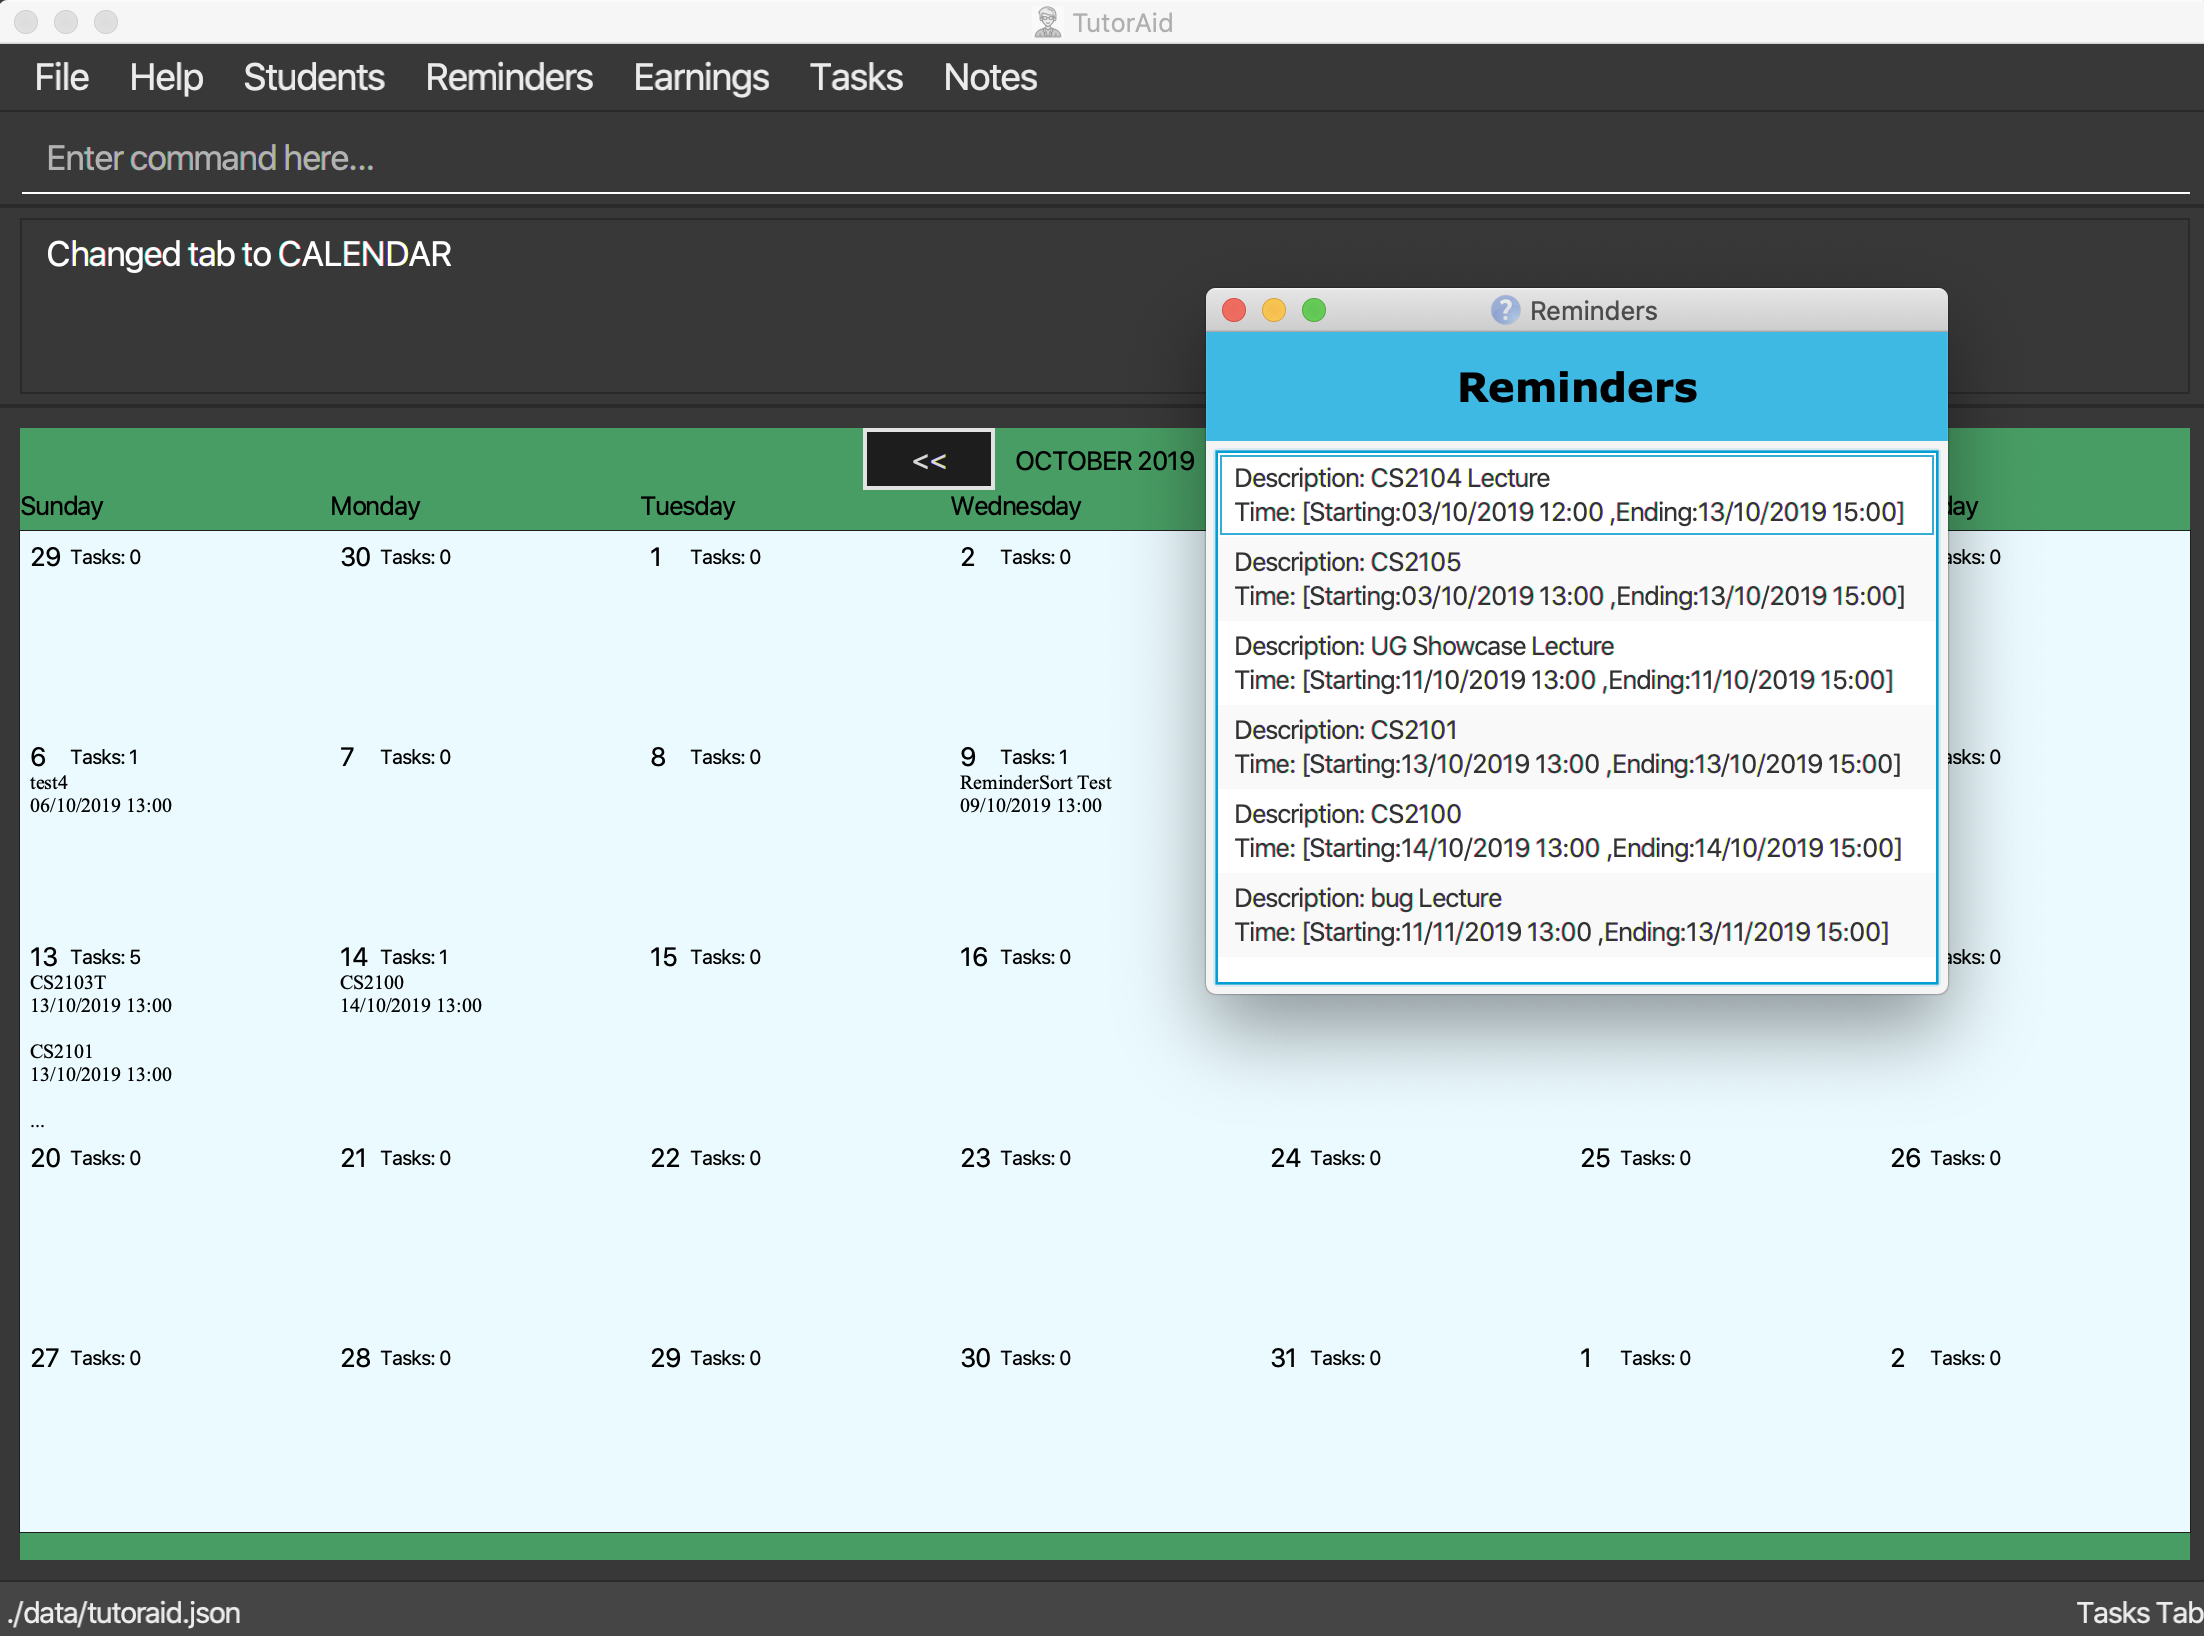 TutorAid
File Help Students Reminders Earnings Tasks Notes
Enter command here...
Changed tab to CALENDAR
<< OCTOBER 2019
Sunday Monday Tuesday Wednesday
29 Tasks: 0 30 Tasks: 0 1 Tasks: 0 2 Tasks: 0
6 Tasks: 1 7 Tasks: 0 8 Tasks: 0 9 Tasks: 1
test4 ReminderSort Test
06/10/2019 13:00 09/10/2019 13:00
13 Tasks: 5 14 Tasks: 1 15 Tasks: 0 16 Tasks: 0
CS2103T CS2100
13/10/2019 13:00 14/10/2019 13:00
CS2101
13/10/2019 13:00
...
20 Tasks: 0 21 Tasks: 0 22 Tasks: 0 23 Tasks: 0 24 Tasks: 0 25 Tasks: 0 26 Tasks: 0
27 Tasks: 0 28 Tasks: 0 29 Tasks: 0 30 Tasks: 0 31 Tasks: 0 1 Tasks: 0 2 Tasks: 0
Reminders
Reminders
Description: CS2104 Lecture
Time: [Starting:03/10/2019 12:00 ,Ending:13/10/2019 15:00]
Description: CS2105
Time: [Starting:03/10/2019 13:00 ,Ending:13/10/2019 15:00]
Description: UG Showcase Lecture
Time: [Starting:11/10/2019 13:00 ,Ending:11/10/2019 15:00]
Description: CS2101
Time: [Starting:13/10/2019 13:00 ,Ending:13/10/2019 15:00]
Description: CS2100
Time: [Starting:14/10/2019 13:00 ,Ending:14/10/2019 15:00]
Description: bug Lecture
Time: [Starting:11/11/2019 13:00 ,Ending:13/11/2019 15:00]
./data/tutoraid.json
Tasks Tab